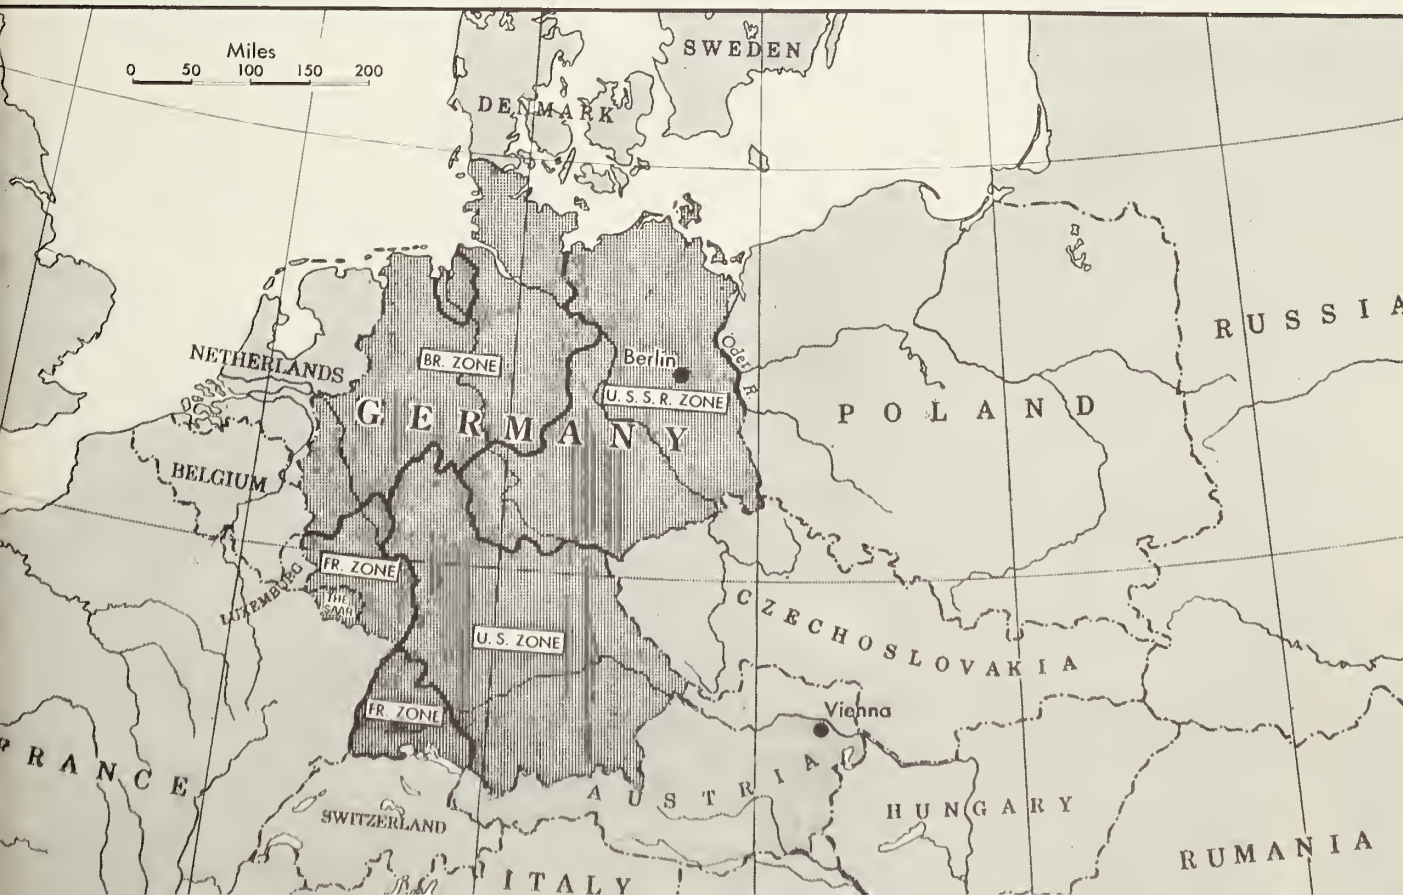 Miles
0 50 100 150 200
SWEDEN
DENMARK
RUSSIA
NETHERLANDS
BR. ZONE
Berlin
Oder R.
U.S.S.R. ZONE
GERMANY
POLAND
BELGIUM
FR. ZONE
LUXEMBURG
THE
SAAR
CZECHOSLOVAKIA
U. S. ZONE
FR. ZONE
Vienna
FRANCE
AUSTRIA
HUNGARY
SWITZERLAND
RUMANIA
ITALY